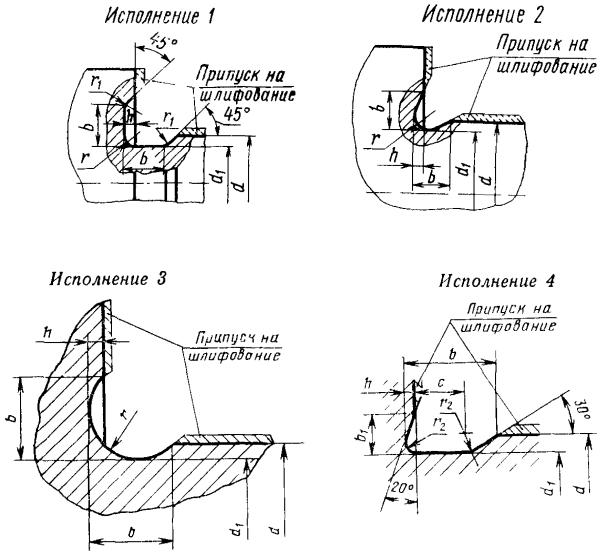 Исполнение 1
Исполнение 2
45°
Припуск на
шлифование
r₁
r₁
45°
b
h
r
b
d₁
d
Припуск на
шлифование
b
r
h
b
d₁
d
Исполнение 3
Исполнение 4
h
Припуск на
шлифование
b
r
b
d₁
d
Припуск на
шлифование
b
h
c
r₂
r₂
b₁
30°
20°
d₁
d